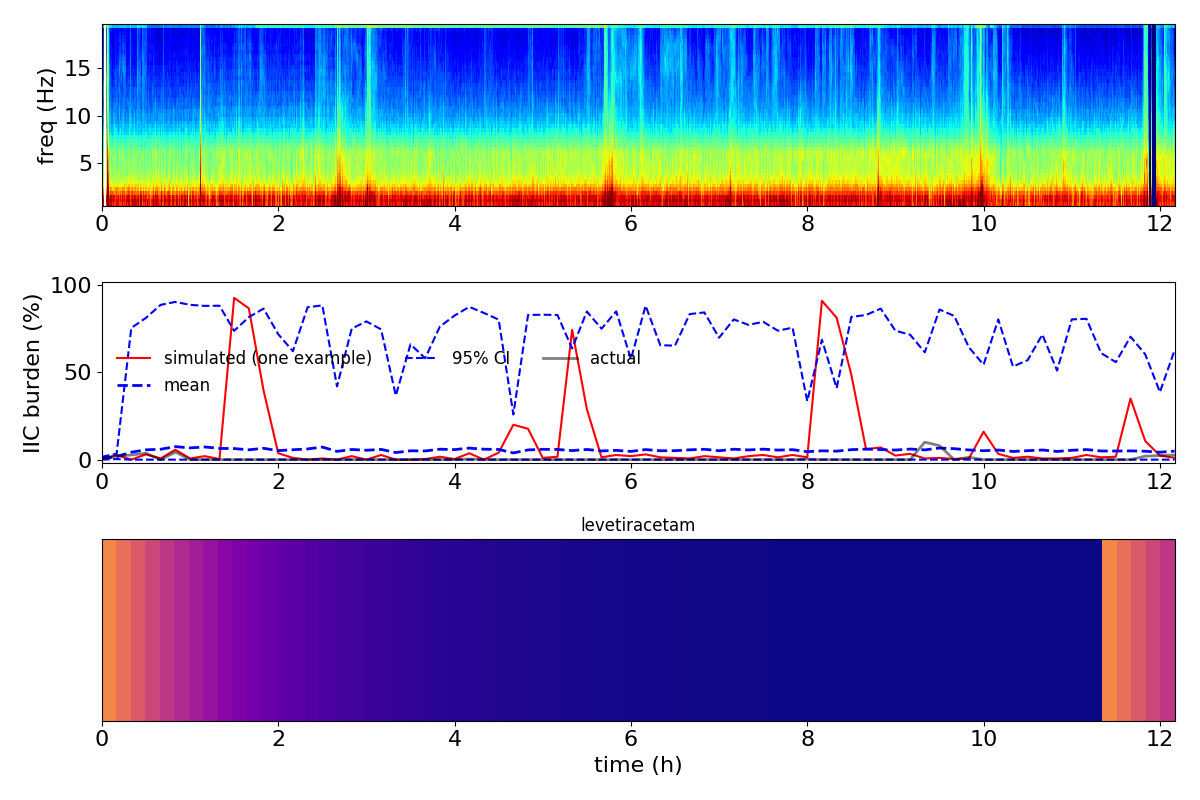 freq (Hz)
15
10
5
0 2 4 6 8 10 12
IIC burden (%)
100
50
0
simulated (one example) 95% CI actual
mean
0 2 4 6 8 10 12
levetiracetam
0 2 4 6 8 10 12
time (h)